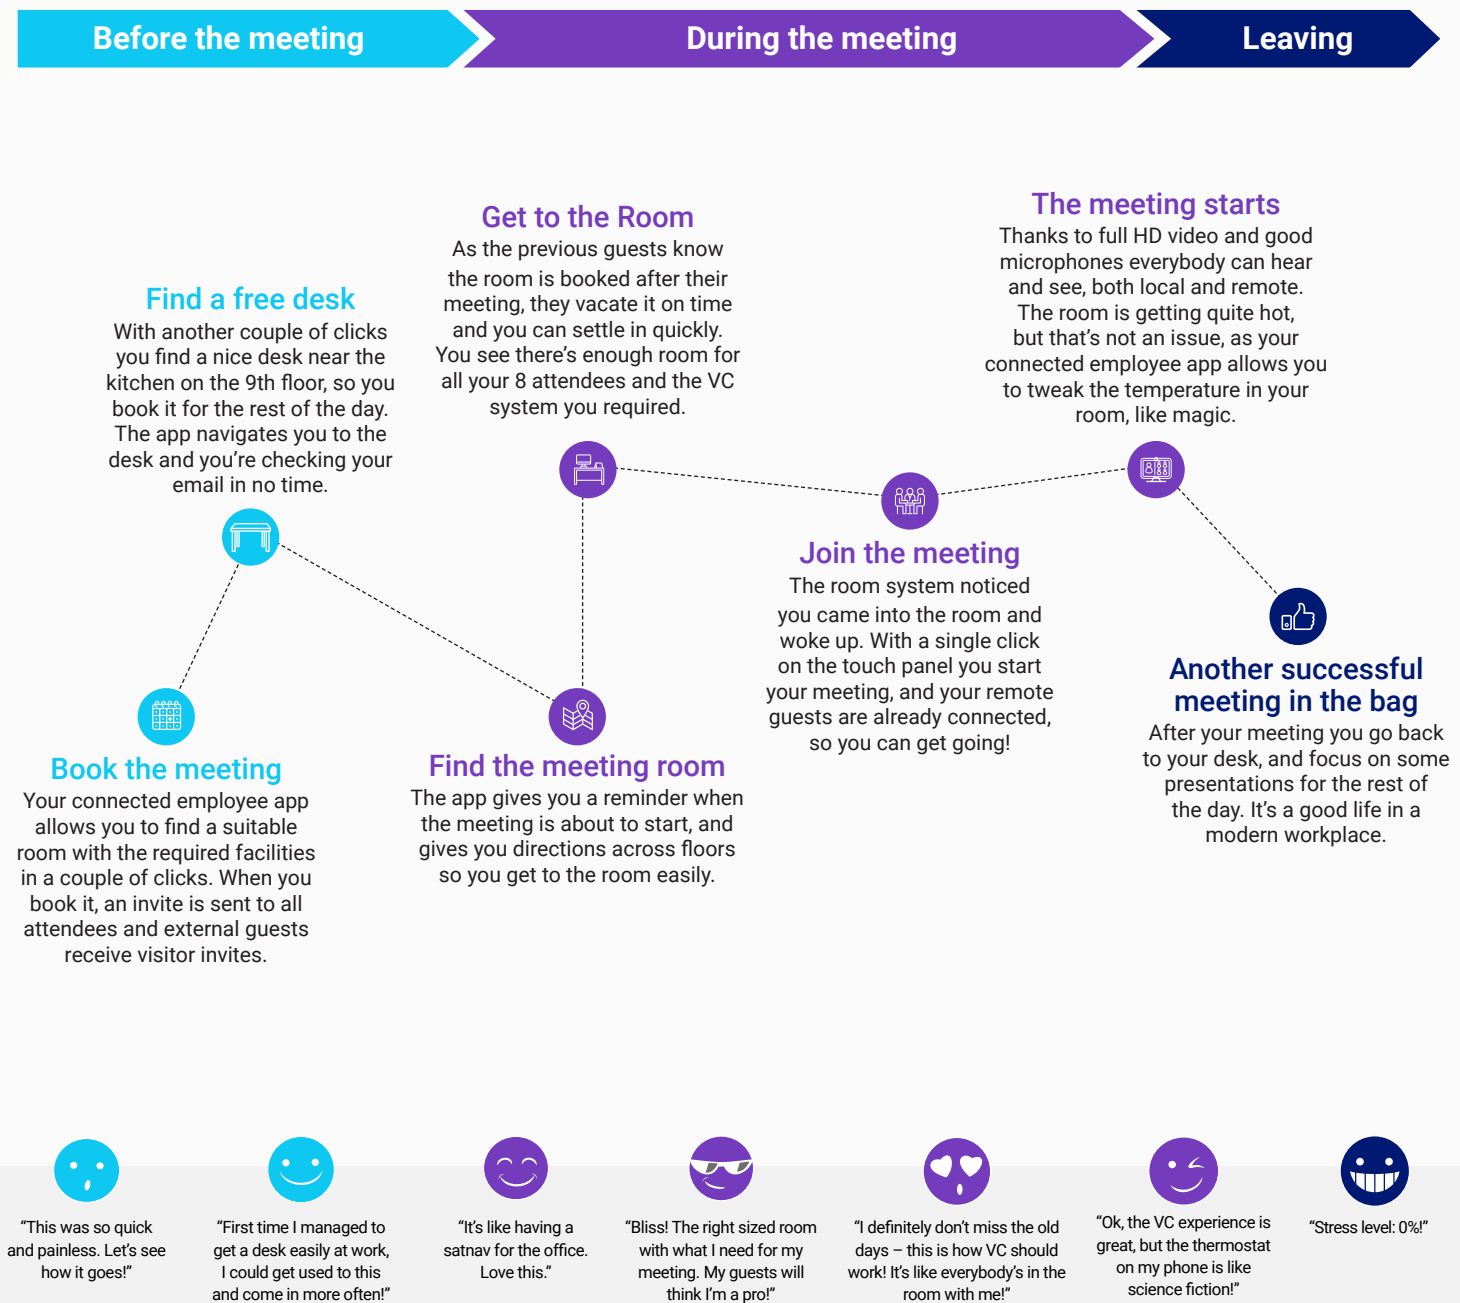 Before the meeting
During the meeting
Leaving
Find a free desk
With another couple of clicks
you find a nice desk near the
kitchen on the 9th floor, so you
book it for the rest of the day.
The app navigates you to the
desk and you’re checking your
email in no time.
Book the meeting
Your connected employee app
allows you to find a suitable
room with the required facilities
in a couple of clicks. When you
book it, an invite is sent to all
attendees and external guests
receive visitor invites.
Get to the Room
As the previous guests know
the room is booked after their
meeting, they vacate it on time
and you can settle in quickly.
You see there’s enough room for
all your 8 attendees and the VC
system you required.
Find the meeting room
The app gives you a reminder when
the meeting is about to start, and
gives you directions across floors
so you get to the room easily.
Join the meeting
The room system noticed
you came into the room and
woke up. With a single click
on the touch panel you start
your meeting, and your remote
guests are already connected,
so you can get going!
The meeting starts
Thanks to full HD video and good
microphones everybody can hear
and see, both local and remote.
The room is getting quite hot,
but that’s not an issue, as your
connected employee app allows you
to tweak the temperature in your
room, like magic.
Another successful
meeting in the bag
After your meeting you go back
to your desk, and focus on some
presentations for the rest of
the day. It’s a good life in a
modern workplace.
“This was so quick
and painless. Let’s see
how it goes!”
“First time I managed to
get a desk easily at work,
I could get used to this
and come in more often!”
“It’s like having a
satnav for the office.
Love this.”
“Bliss! The right sized room
with what I need for my
meeting. My guests will
think I’m a pro!”
“I definitely don’t miss the old
days – this is how VC should
work! It’s like everybody’s in the
room with me!”
“Ok, the VC experience is
great, but the thermostat
on my phone is like
science fiction!”
“Stress level: 0%!”